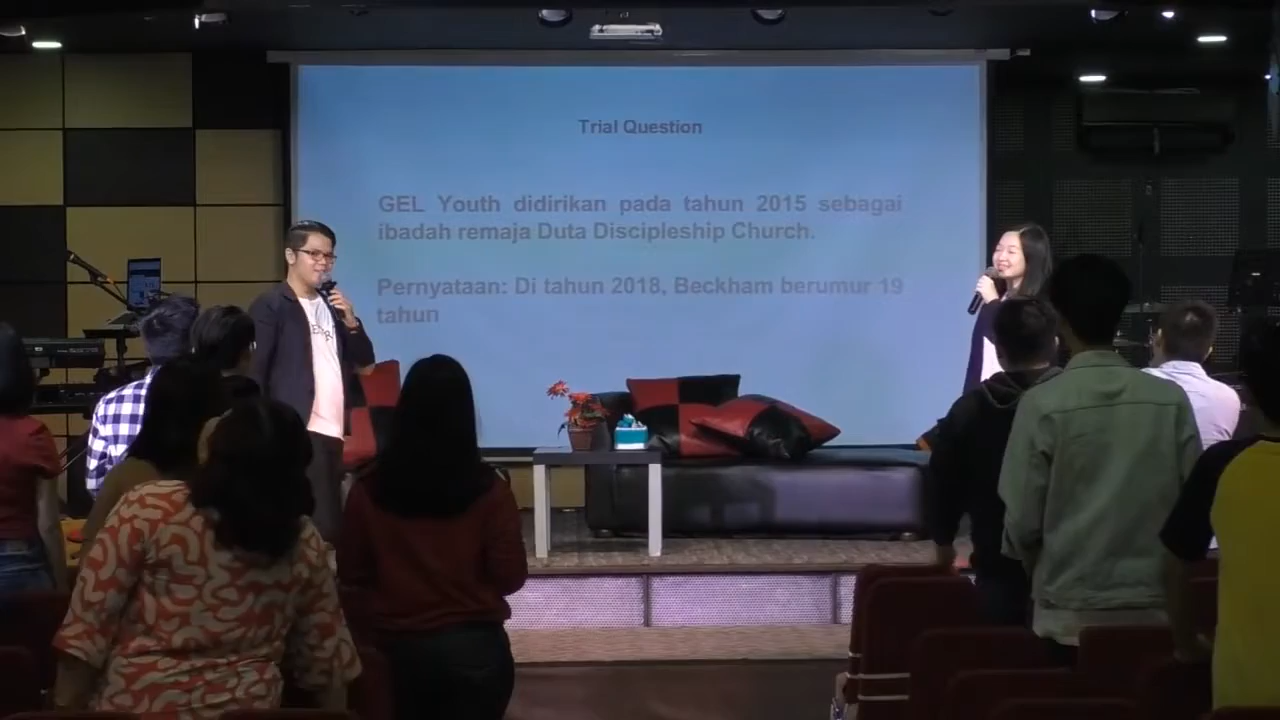 Trial Question
GEL Youth didirikan pada tahun 2015 sebagai
ibadah remaja Duta Discipleship Church.
Pernyataan: Di tahun 2018, Beckham berumur 19
tahun